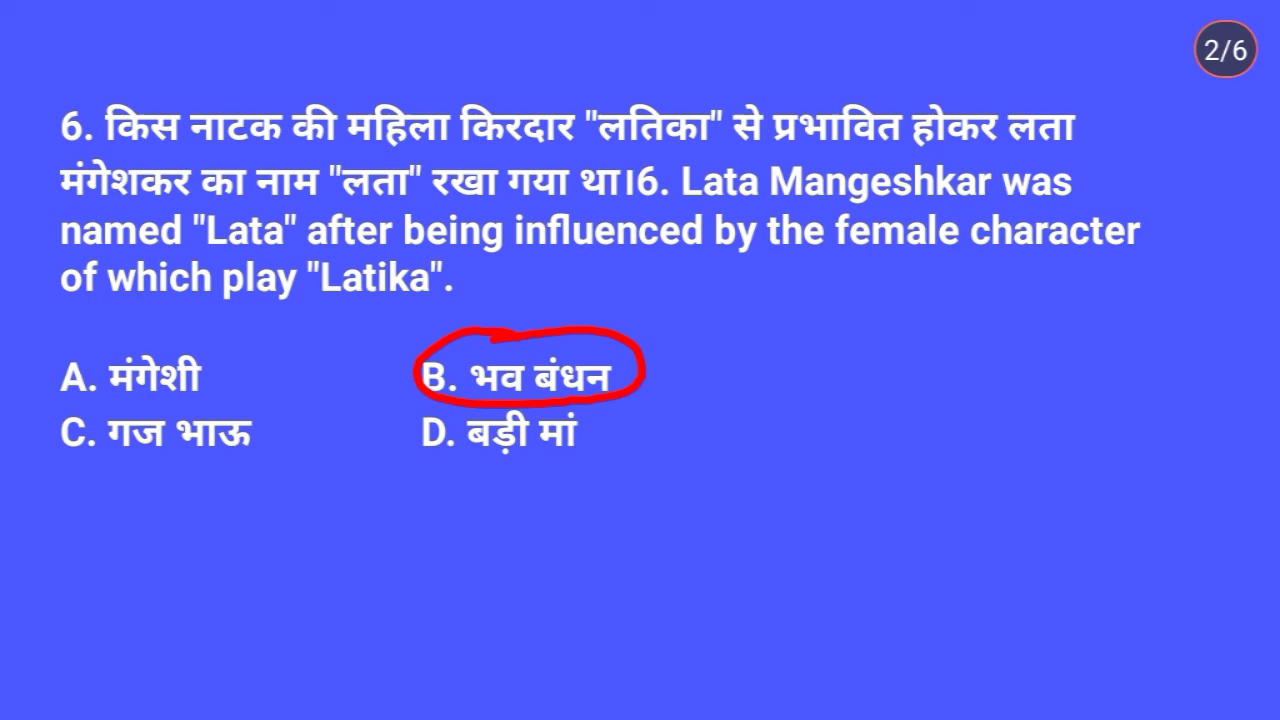 2/6
6. किस नाटक की महिला किरदार "लतिका" से प्रभावित होकर लता
मंगेशकर का नाम "लता" रखा गया था।6. Lata Mangeshkar was
named "Lata" after being influenced by the female character
of which play "Latika".
A. मंगेशी B. भव बंधन
C. गज भाऊ D. बड़ी मां